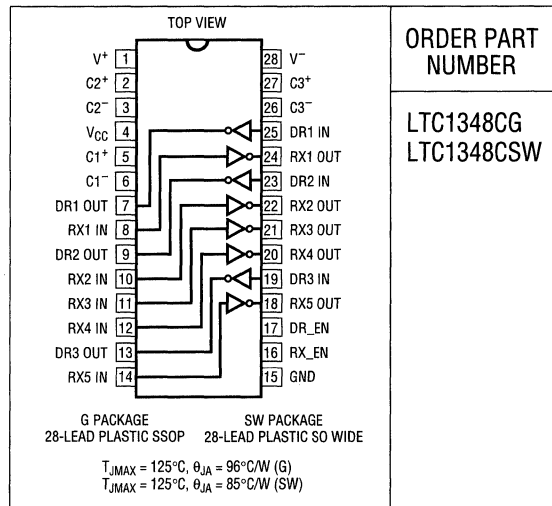 TOP VIEW
V+ 1 28 V−
C2+ 2 27 C3+
C2− 3 26 C3−
VCC 4 25 DR1 IN
C1+ 5 24 RX1 OUT
C1− 6 23 DR2 IN
DR1 OUT 7 22 RX2 OUT
RX1 IN 8 21 RX3 OUT
DR2 OUT 9 20 RX4 OUT
RX2 IN 10 19 DR3 IN
RX3 IN 11 18 RX5 OUT
RX4 IN 12 17 DR_EN
DR3 OUT 13 16 RX_EN
RX5 IN 14 15 GND
G PACKAGE
28-LEAD PLASTIC SSOP
SW PACKAGE
28-LEAD PLASTIC SO WIDE
TJMAX = 125°C, θJA = 96°C/W (G)
TJMAX = 125°C, θJA = 85°C/W (SW)
ORDER PART
NUMBER
LTC1348CG
LTC1348CSW